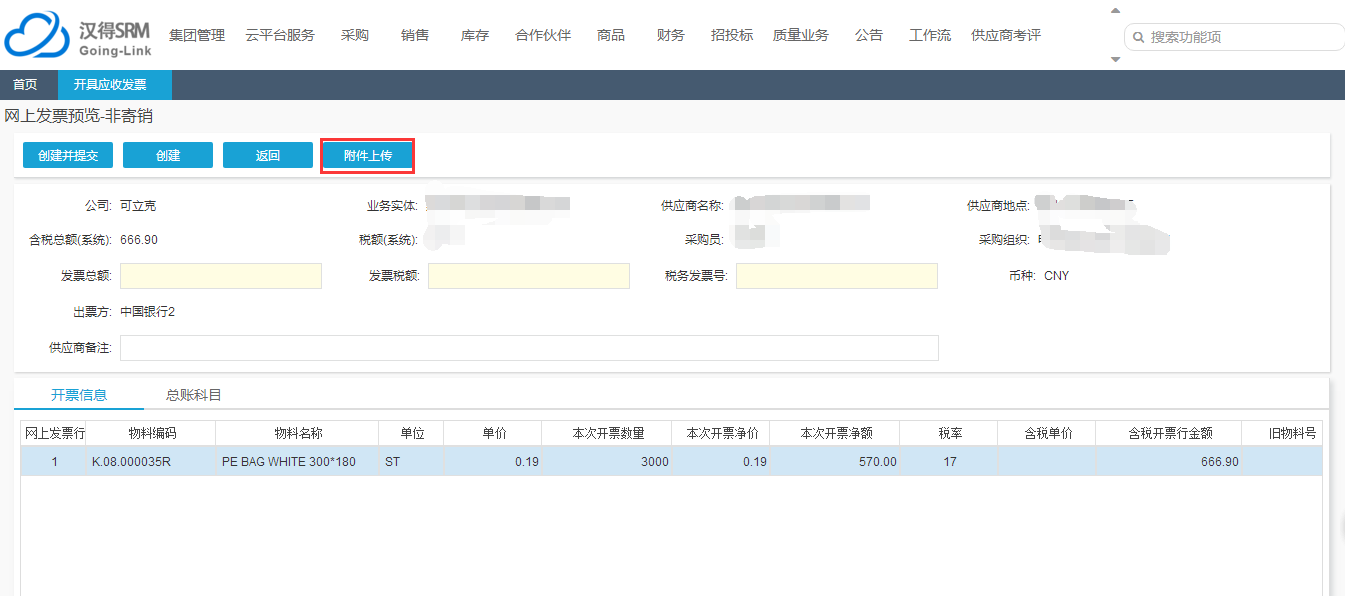 汉得SRM
Going-Link
集团管理 云平台服务 采购 销售 库存 合作伙伴 商品 财务 招投标 质量业务 公告 工作流 供应商考评
搜索功能项
首页 开具应收发票
网上发票预览-非寄销
创建并提交 创建 返回 附件上传
公司: 可立克 业务实体: 供应商名称: 供应商地点:
含税总额(系统): 666.90 税额(系统): 采购员: 采购组织:
发票总额: 发票税额: 税务发票号: 币种: CNY
出票方: 中国银行2
供应商备注:
开票信息 总账科目
网上发票行 物料编码 物料名称 单位 单价 本次开票数量 本次开票净价 本次开票净额 税率 含税单价 含税开票行金额 旧物料号
1 K.08.000035R PE BAG WHITE 300*180 ST 0.19 3000 0.19 570.00 17 666.90